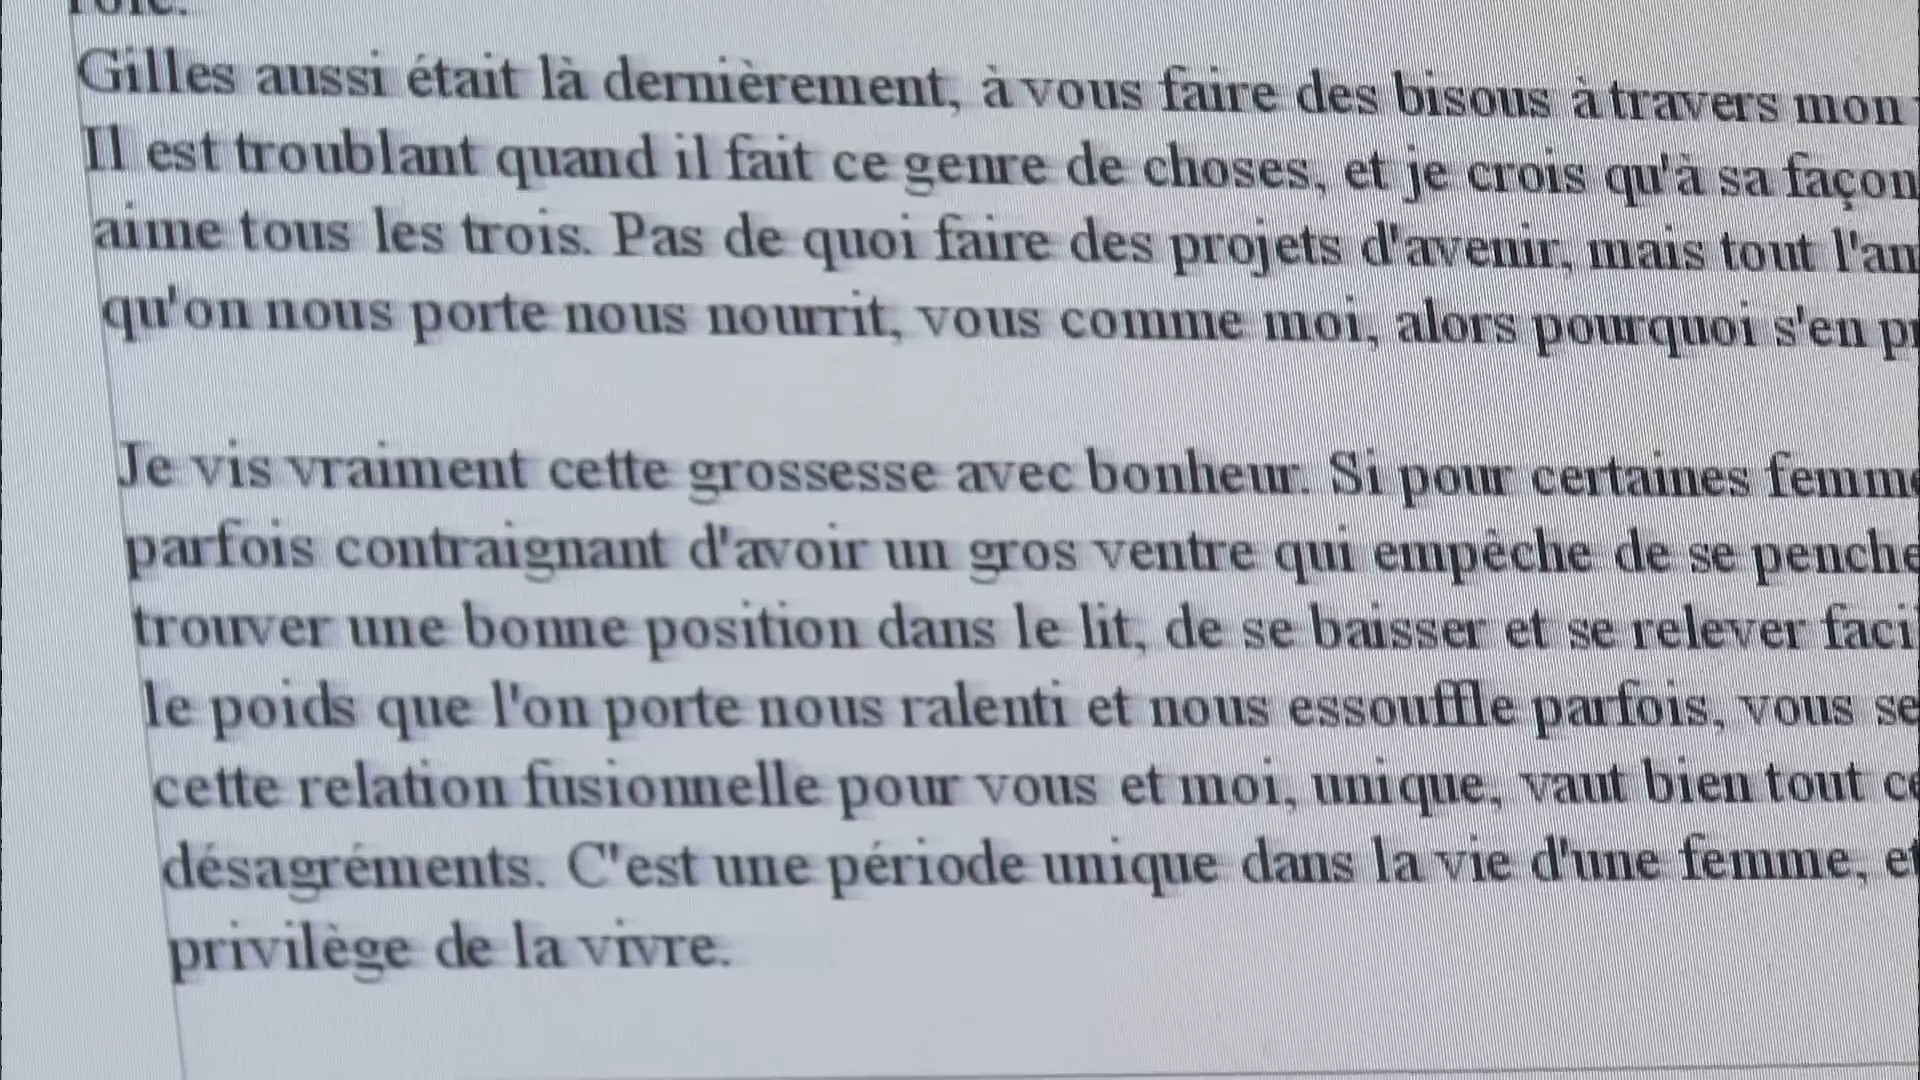 Gilles aussi était là dernièrement, à vous faire des bisous à travers mon
Il est troublant quand il fait ce genre de choses, et je crois qu'à sa façon
aime tous les trois. Pas de quoi faire des projets d'avenir, mais tout l'am
qu'on nous porte nous nourrit, vous comme moi, alors pourquoi s'en pr
Je vis vraiment cette grossesse avec bonheur. Si pour certaines femme
parfois contraignant d'avoir un gros ventre qui empêche de se penche
trouver une bonne position dans le lit, de se baisser et se relever facil
le poids que l'on porte nous ralenti et nous essouffle parfois, vous se
cette relation fusionnelle pour vous et moi, unique, vaut bien tout ce
désagréments. C'est une période unique dans la vie d'une femme, et
privilège de la vivre.